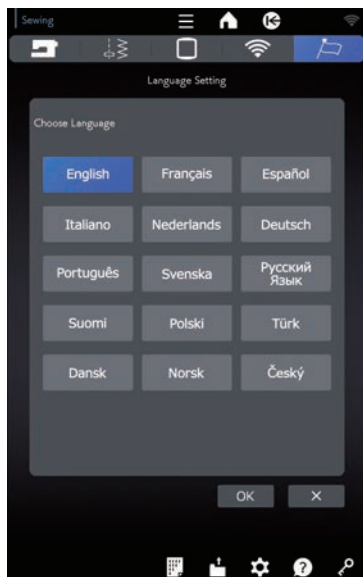 Sewing
Language Setting
Choose Language
English
Français
Español
Italiano
Nederlands
Deutsch
Português
Svenska
Русский
Язык
Suomi
Polski
Türk
Dansk
Norsk
Český
OK